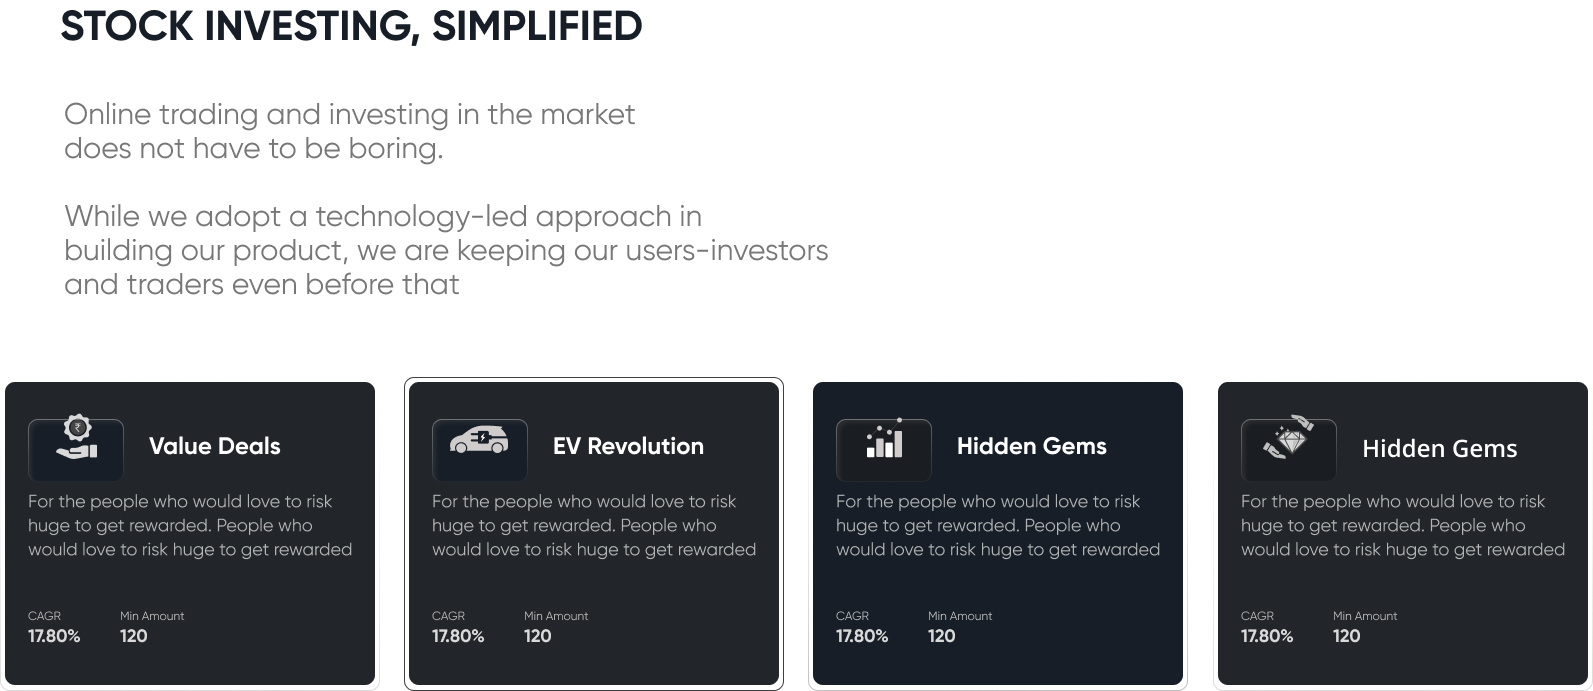 STOCK INVESTING, SIMPLIFIED
Online trading and investing in the market
does not have to be boring.
While we adopt a technology-led approach in
building our product, we are keeping our users-investors
and traders even before that
₹
Value Deals
For the people who would love to risk
huge to get rewarded. People who
would love to risk huge to get rewarded
CAGR
Min Amount
17.80%
120
EV Revolution
For the people who would love to risk
huge to get rewarded. People who
would love to risk huge to get rewarded
CAGR
Min Amount
17.80%
120
Hidden Gems
For the people who would love to risk
huge to get rewarded. People who
would love to risk huge to get rewarded
CAGR
Min Amount
17.80%
120
Hidden Gems
For the people who would love to risk
huge to get rewarded. People who
would love to risk huge to get rewarded
CAGR
Min Amount
17.80%
120